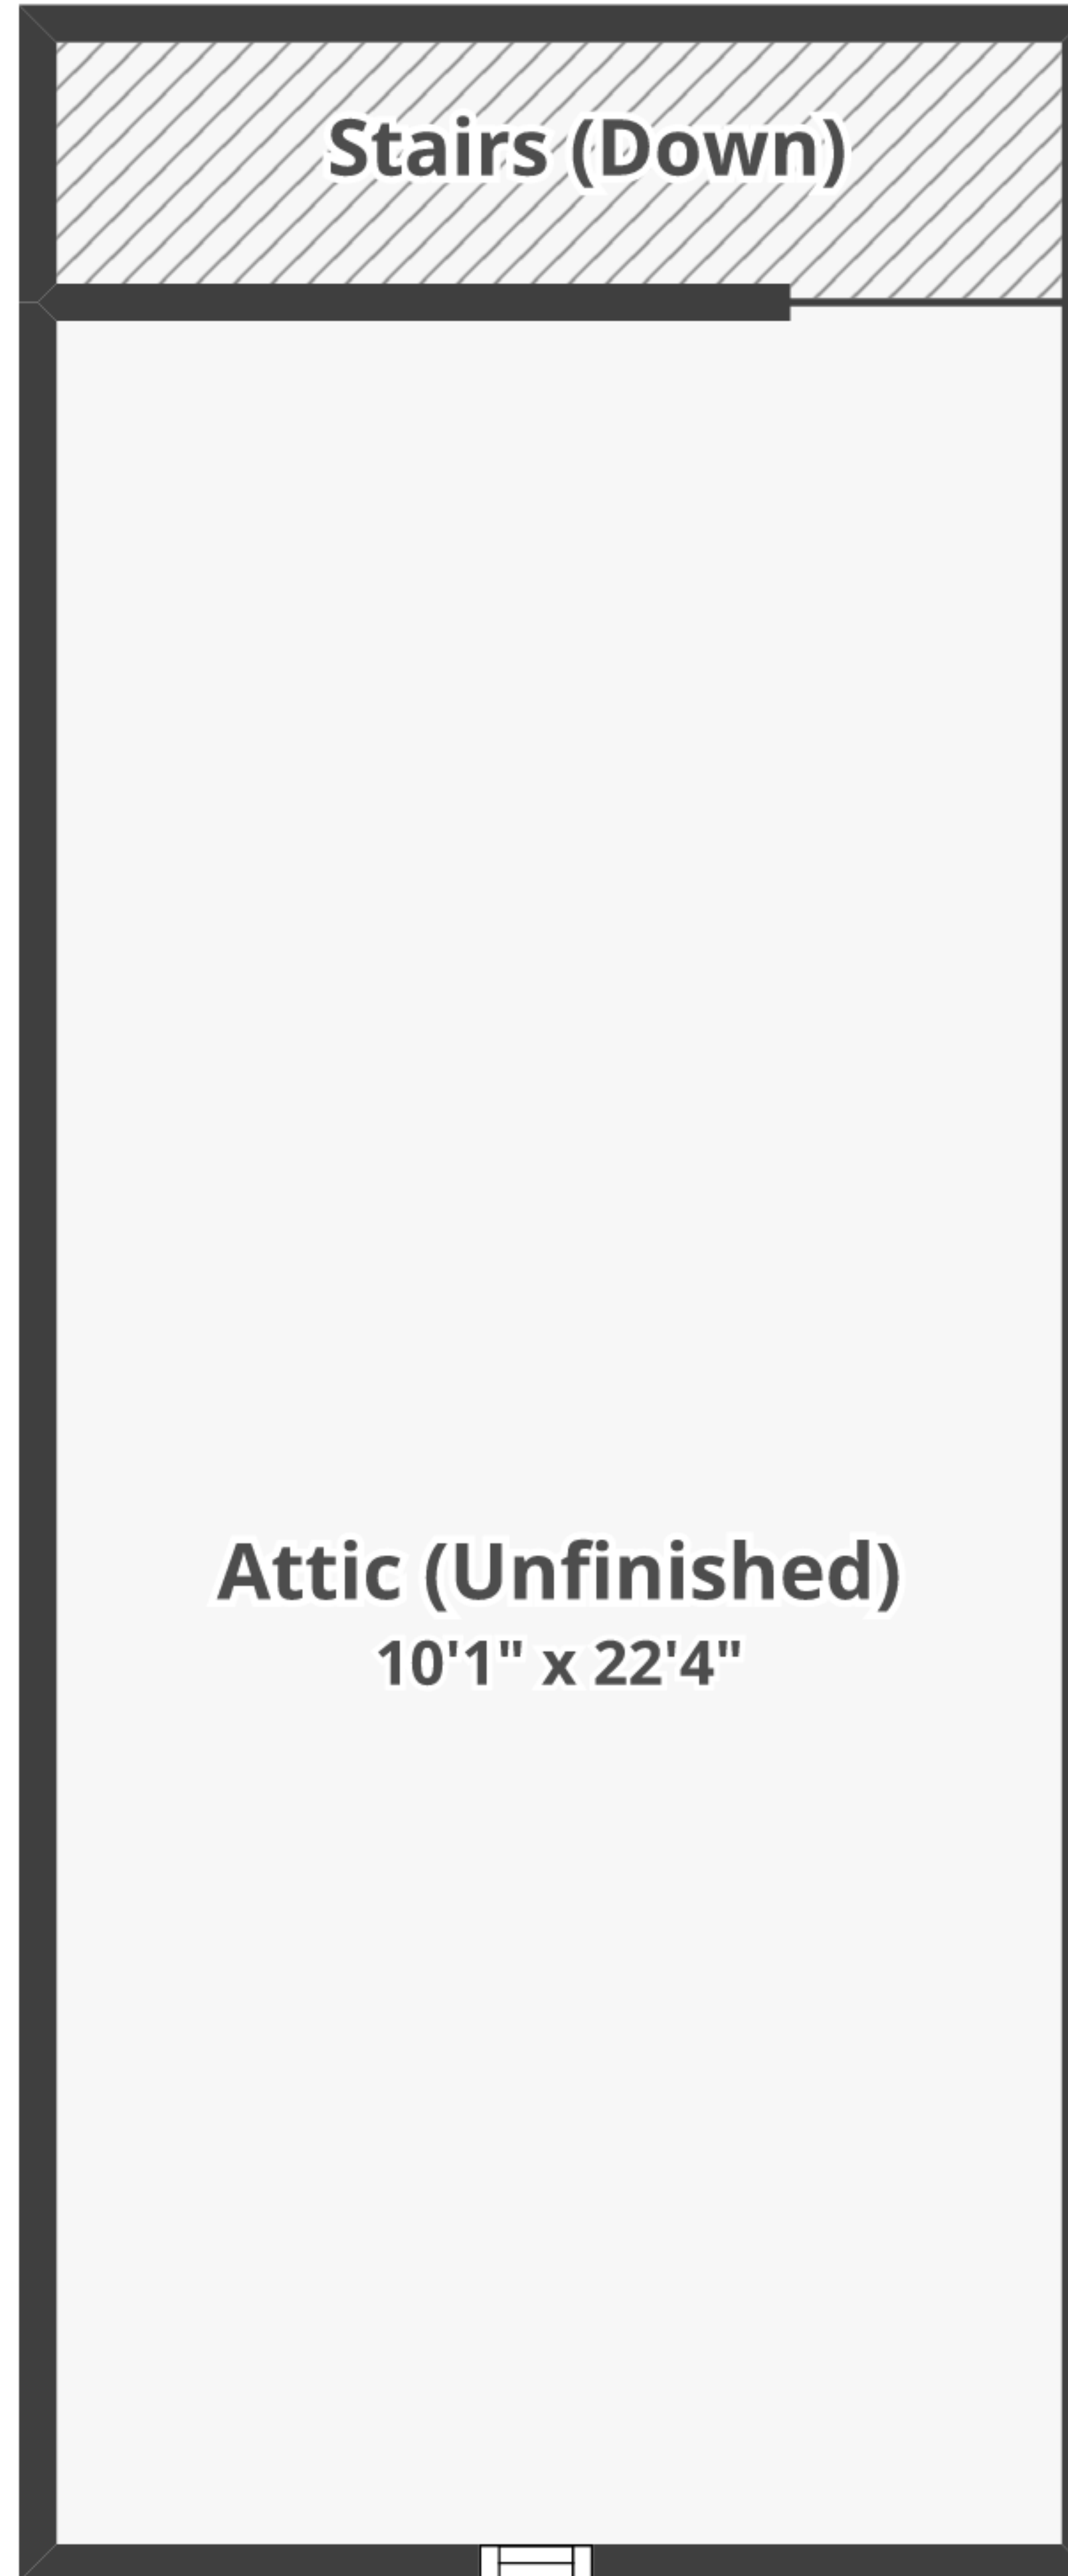 Stairs (Down)
Attic (Unfinished)
10'1" x 22'4"